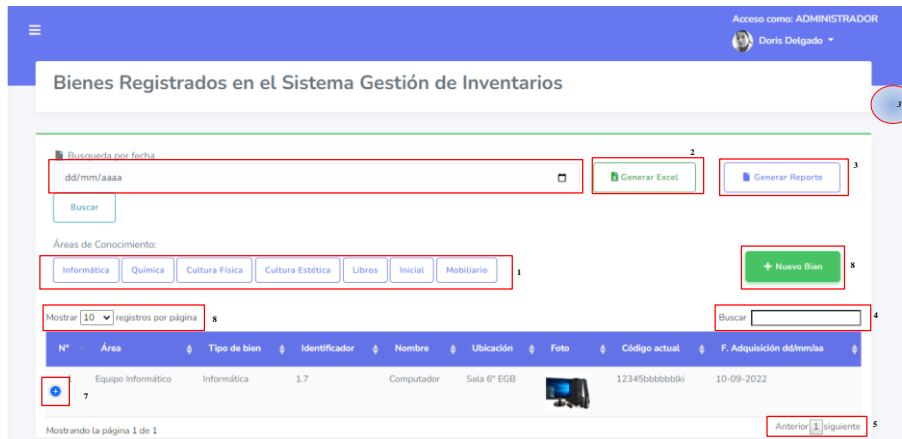 Acceso como: ADMINISTRADOR
Doris Delgado
Bienes Registrados en el Sistema Gestión de Inventarios
3
Busqueda por fecha
2
dd/mm/aaaa
Generar Excel
Generar Reporte
3
Buscar
Áreas de Conocimiento:
Informática Química Cultura Física Cultura Estética Libros Inicial Mobiliario 1
+ Nuevo Bien 8
Mostrar 10 registros por página 8
Buscar 4
N° Área Tipo de bien Identificador Nombre Ubicación Foto Código actual F. Adquisición dd/mm/aa
Equipo Informático Informática 1.7 Computador Sala 6° EGB 12345bbbbbblki 10-09-2022
7
Mostrando la página 1 de 1
Anterior 1 siguiente 5